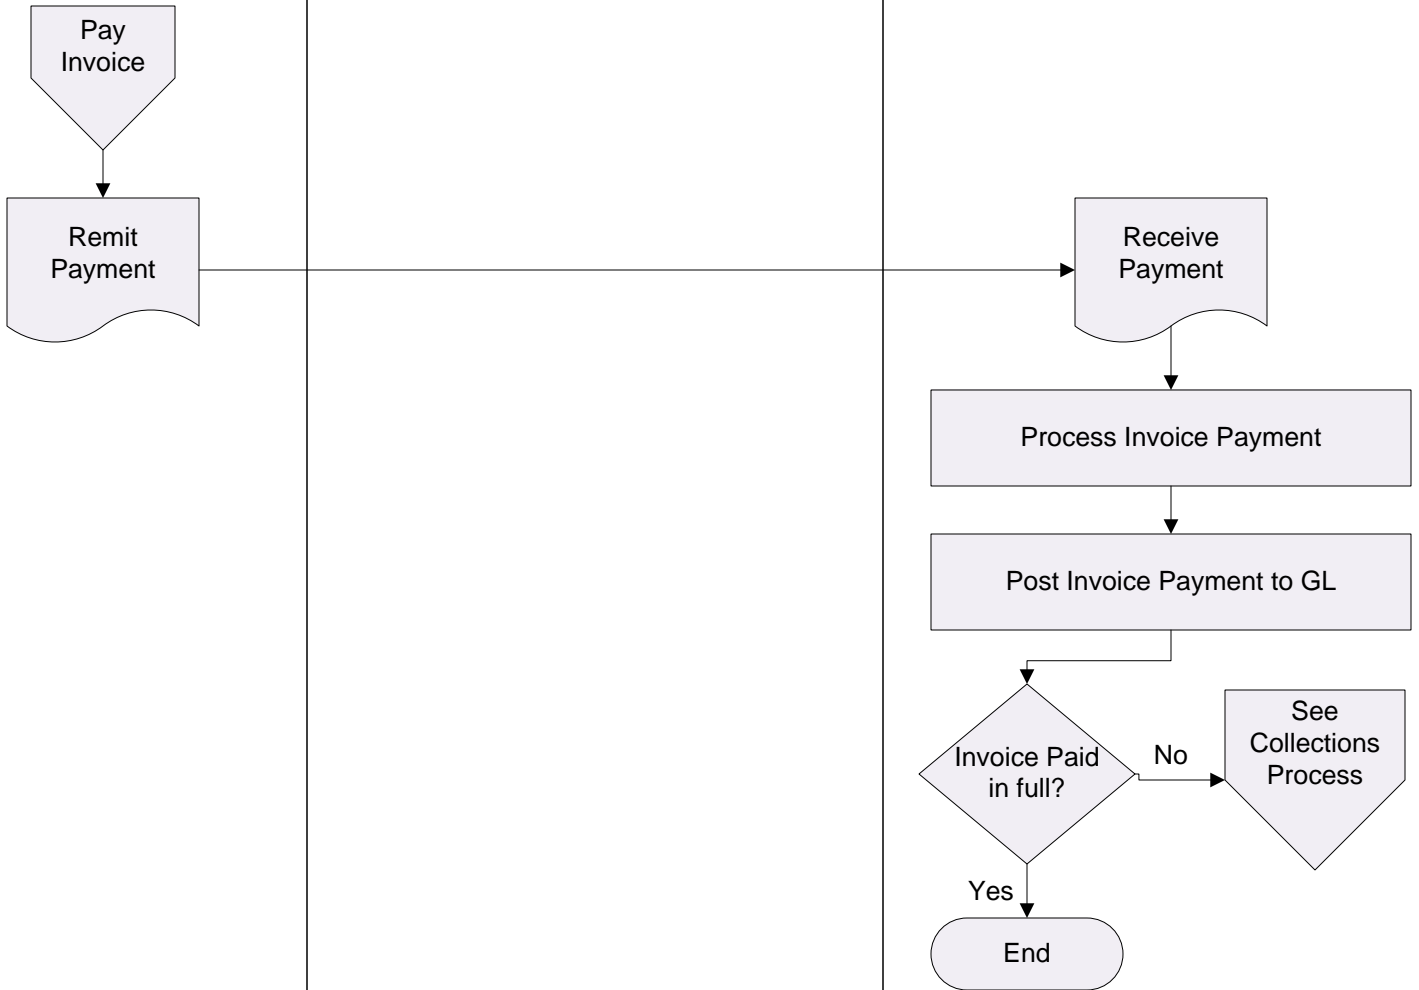 Pay
Invoice
Remit
Payment
Receive
Payment
Process Invoice Payment
Post Invoice Payment to GL
Invoice Paid
in full?
No
See
Collections
Process
Yes
End